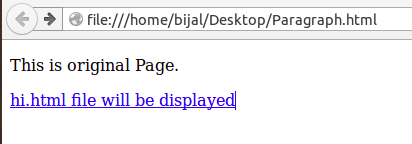 file:///home/bijal/Desktop/Paragraph.html
This is original Page.
hi.html file will be displayed